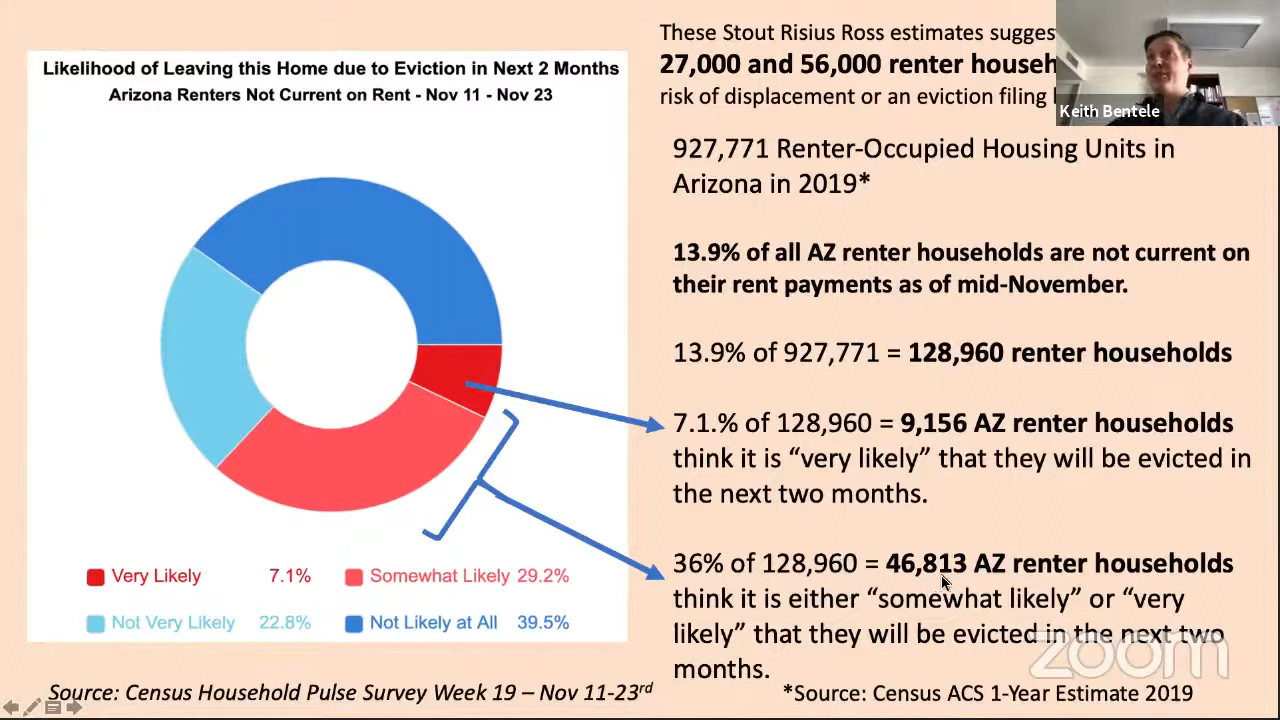 These Stout Risius Ross estimates sugges
27,000 and 56,000 renter househ
risk of displacement or an eviction filing
Keith Bentele
Likelihood of Leaving this Home due to Eviction in Next 2 Months
Arizona Renters Not Current on Rent - Nov 11 - Nov 23
Very Likely 7.1%
Somewhat Likely 29.2%
Not Very Likely 22.8%
Not Likely at All 39.5%
927,771 Renter-Occupied Housing Units in
Arizona in 2019*
13.9% of all AZ renter households are not current on
their rent payments as of mid-November.
13.9% of 927,771 = 128,960 renter households
7.1.% of 128,960 = 9,156 AZ renter households
think it is “very likely” that they will be evicted in
the next two months.
36% of 128,960 = 46,813 AZ renter households
think it is either “somewhat likely” or “very
likely” that they will be evicted in the next two
months.
zoom
Source: Census Household Pulse Survey Week 19 – Nov 11-23rd
*Source: Census ACS 1-Year Estimate 2019